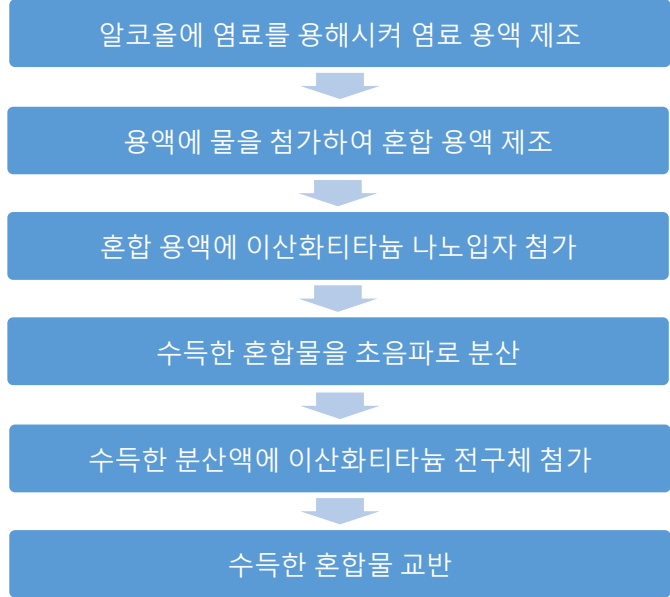 알코올에 염료를 용해시켜 염료 용액 제조
용액에 물을 첨가하여 혼합 용액 제조
혼합 용액에 이산화티타늄 나노입자 첨가
수득한 혼합물을 초음파로 분산
수득한 분산액에 이산화티타늄 전구체 첨가
수득한 혼합물 교반